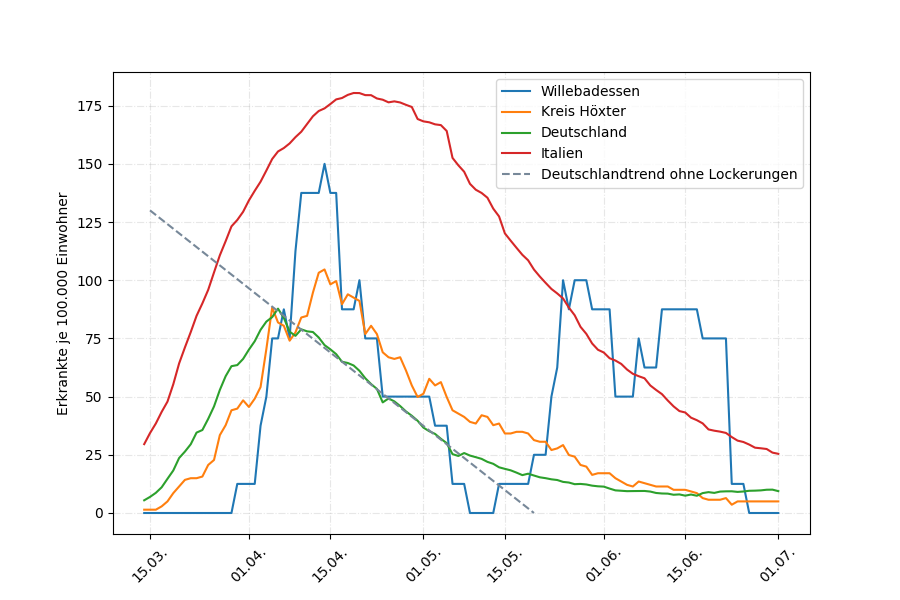 Willebadessen
Kreis Höxter
Deutschland
Italien
Deutschlandtrend ohne Lockerungen
Erkrankte je 100.000 Einwohner
175
150
125
100
75
50
25
0
15.03.
01.04.
15.04.
01.05.
15.05.
01.06.
15.06.
01.07.